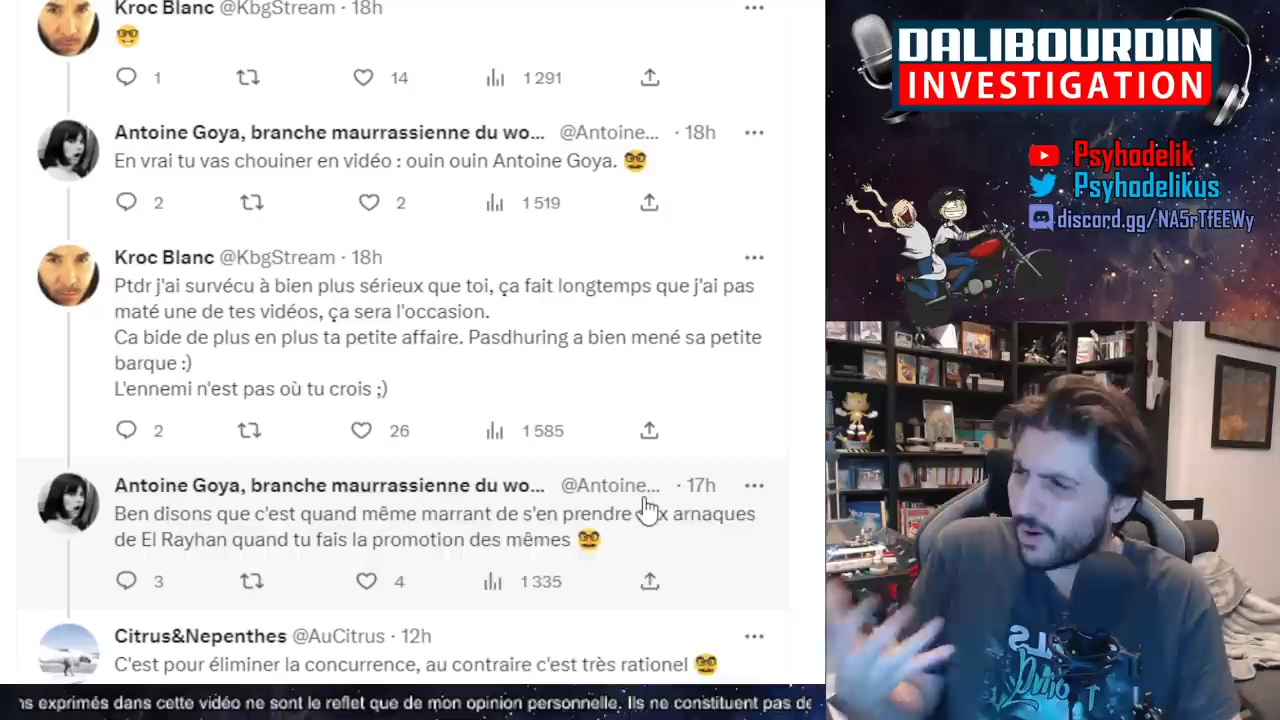 Kroc Blanc @KbgStream · 18h
🤓
1 14 1 291
Antoine Goya, branche maurrassienne du wo... @Antoine... · 18h
En vrai tu vas chouiner en vidéo : ouin ouin Antoine Goya. 🥸
2 2 1 519
Kroc Blanc @KbgStream · 18h
Ptdr j'ai survécu à bien plus sérieux que toi, ça fait longtemps que j'ai pas
maté une de tes vidéos, ça sera l'occasion.
Ca bide de plus en plus ta petite affaire. Pasdhuring a bien mené sa petite
barque :)
L'ennemi n'est pas où tu crois ;)
2 26 1 585
Antoine Goya, branche maurrassienne du wo... @Antoine... · 17h
Ben disons que c'est quand même marrant de s'en prendre arnaques
de El Rayhan quand tu fais la promotion des mêmes 🥸
3 4 1 335
Citrus&Nepenthes @AuCitrus · 12h
C'est pour éliminer la concurrence, au contraire c'est très rationel 🥸
exprimés dans cette vidéo ne sont le reflet que de mon opinion personnelle. Ils ne constituent pas
DALIBOURDIN
INVESTIGATION
Psyhodelik
Psyhodelikus
discord.gg/NA5rTfEEWy